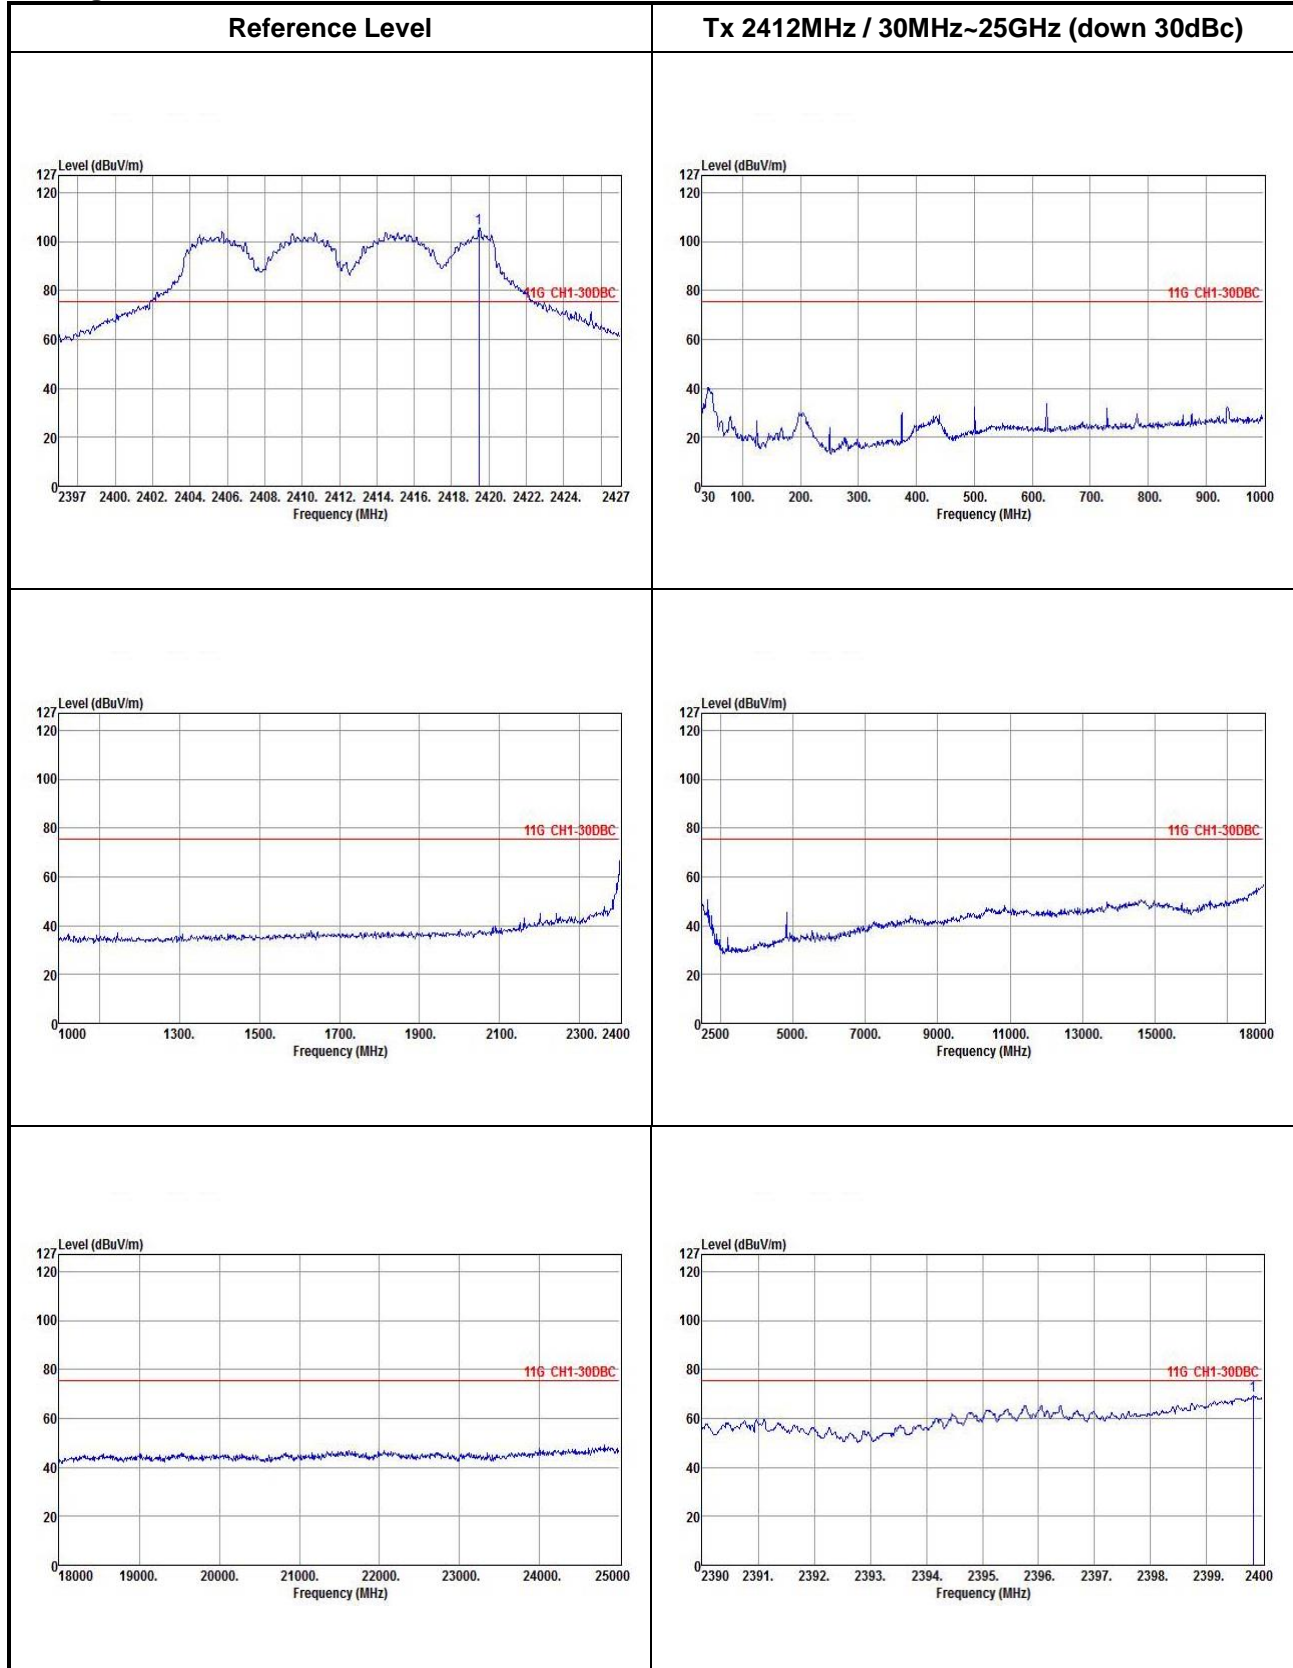 Reference Level
Tx 2412MHz / 30MHz~25GHz (down 30dBc)
Level (dBuV/m)
127
120
100
80
60
40
20
0
11G CH1-30DBC
1
2397 2400. 2402. 2404. 2406. 2408. 2410. 2412. 2414. 2416. 2418. 2420. 2422. 2424. 2427
Frequency (MHz)
Level (dBuV/m)
127
120
100
80
60
40
20
0
11G CH1-30DBC
30 100. 200. 300. 400. 500. 600. 700. 800. 900. 1000
Frequency (MHz)
Level (dBuV/m)
127
120
100
80
60
40
20
0
11G CH1-30DBC
1000 1300. 1500. 1700. 1900. 2100. 2300. 2400
Frequency (MHz)
Level (dBuV/m)
127
120
100
80
60
40
20
0
11G CH1-30DBC
2500 5000. 7000. 9000. 11000. 13000. 15000. 18000
Frequency (MHz)
Level (dBuV/m)
127
120
100
80
60
40
20
0
11G CH1-30DBC
18000 19000. 20000. 21000. 22000. 23000. 24000. 25000
Frequency (MHz)
Level (dBuV/m)
127
120
100
80
60
40
20
0
11G CH1-30DBC
1
2390 2391. 2392. 2393. 2394. 2395. 2396. 2397. 2398. 2399. 2400
Frequency (MHz)